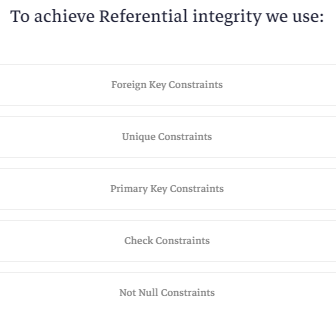 To achieve Referential integrity we use:
Foreign Key Constraints
Unique Constraints
Primary Key Constraints
Check Constraints
Not Null Constraints